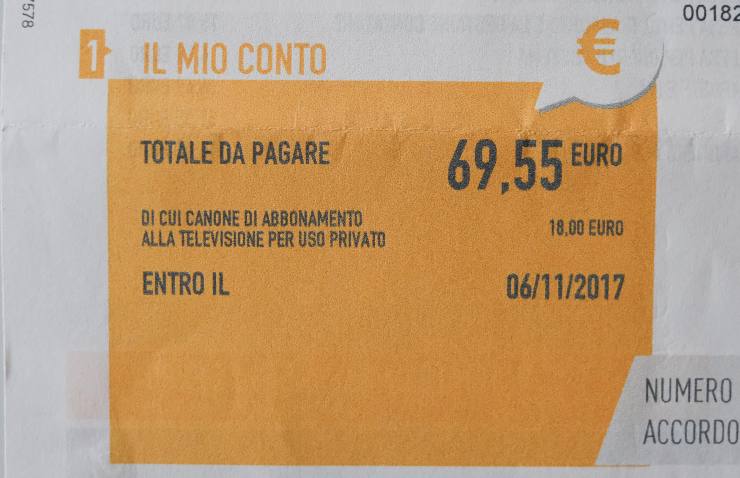 00182
7578
1 IL MIO CONTO €
TOTALE DA PAGARE 69,55 EURO
DI CUI CANONE DI ABBONAMENTO
ALLA TELEVISIONE PER USO PRIVATO 18,00 EURO
ENTRO IL 06/11/2017
NUMERO
ACCORDO